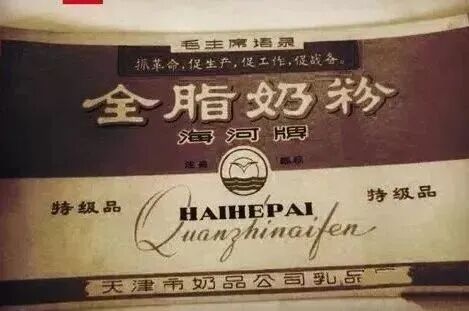 毛主席语录
抓革命,促生产,促工作,促战备。
全脂奶粉
海河牌
注册 商标
特级品 特级品
HAIHEPAI
Quanzhinaifen
天津市奶品公司乳品